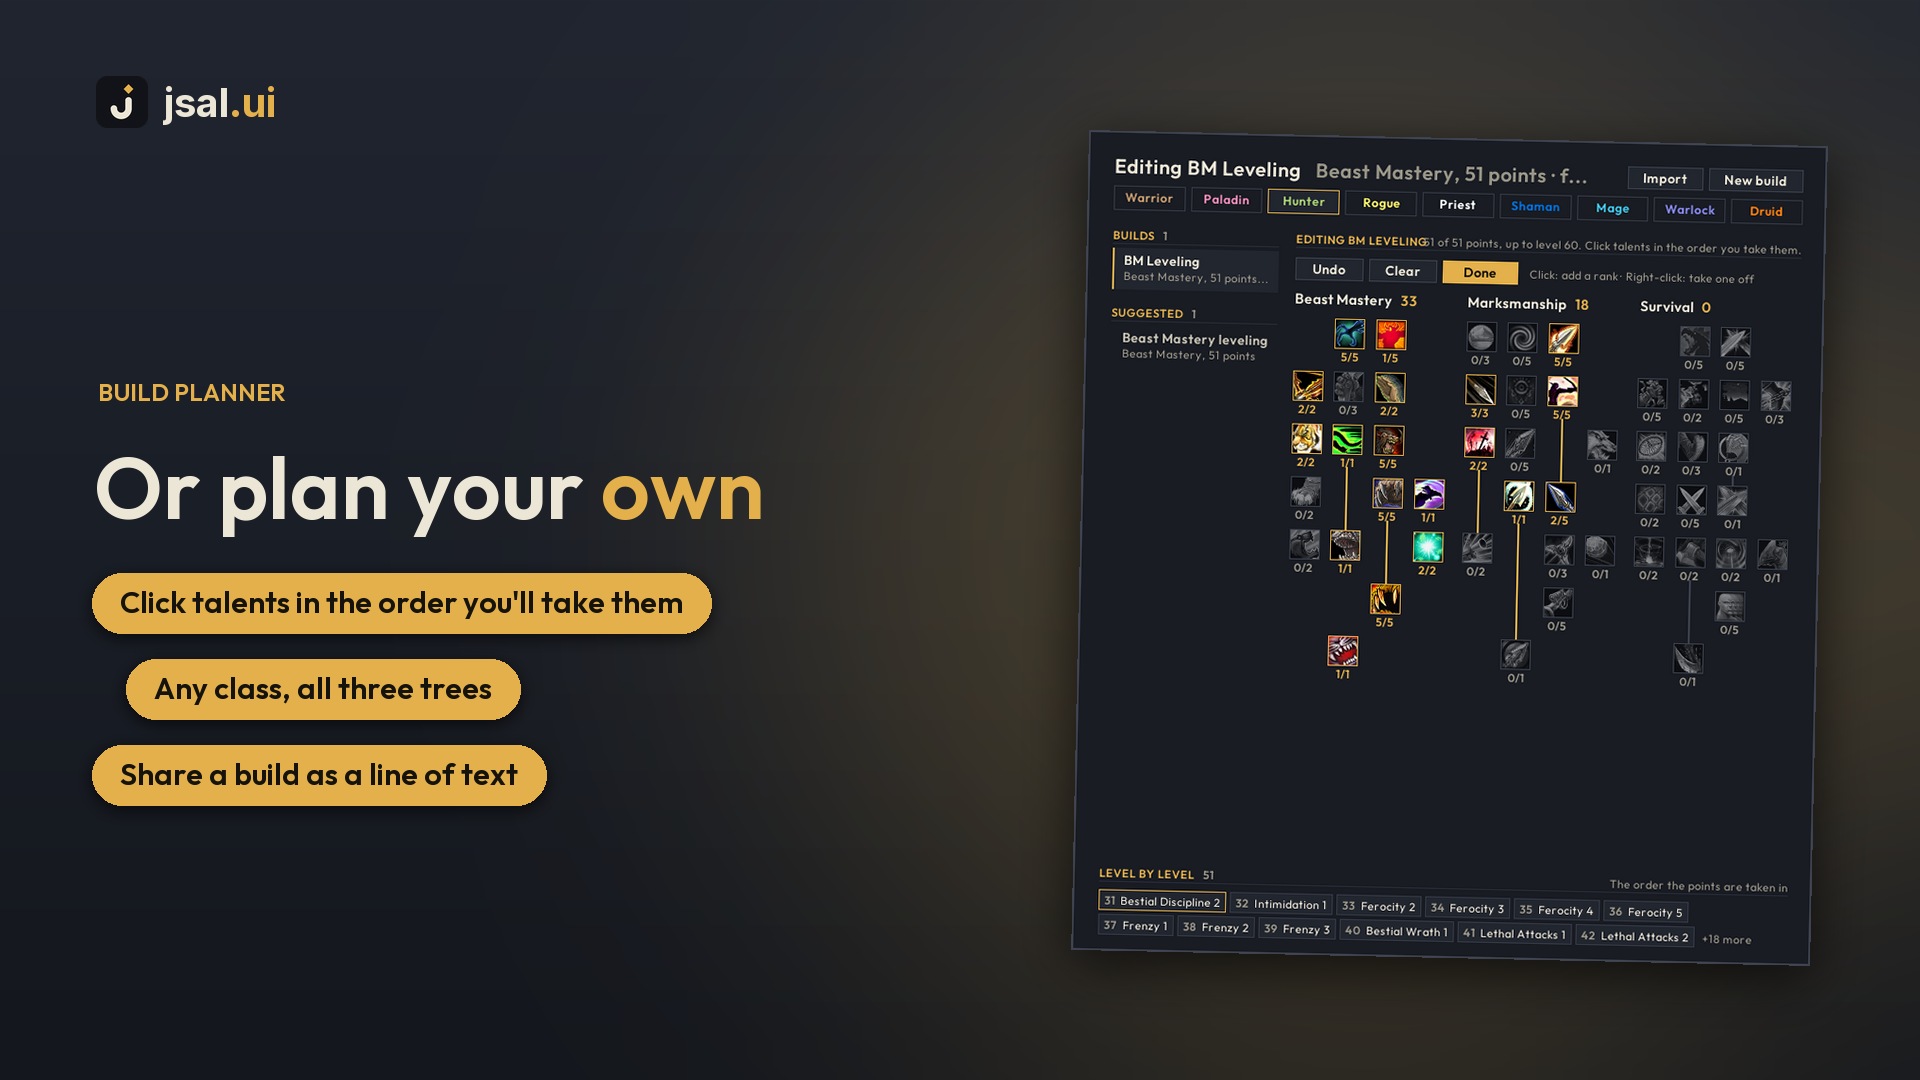 jsal.ui
BUILD PLANNER
Or plan your own
Click talents in the order you'll take them
Any class, all three trees
Share a build as a line of text
Editing BM Leveling Beast Mastery, 51 points · f...
Import New build
Warrior Paladin Hunter Rogue Priest Shaman Mage Warlock Druid
BUILDS 1
BM Leveling
Beast Mastery, 51 points...
SUGGESTED 1
Beast Mastery leveling
Beast Mastery, 51 points
EDITING BM LEVELING 51 of 51 points, up to level 60. Click talents in the order you take them.
Undo Clear Done Click: add a rank · Right-click: take one off
Beast Mastery 33 Marksmanship 18 Survival 0
5/5 1/5 0/3 0/5 5/5 0/5 0/5
2/2 0/3 2/2 3/3 0/5 5/5 0/5 0/2 0/5 0/3
2/2 1/1 5/5 2/2 0/5 0/1 0/2 0/3 0/1
0/2 5/5 1/1 1/1 2/5 0/2 0/5 0/1
0/2 1/1 2/2 0/2 0/3 0/1 0/2 0/2 0/2 0/1
5/5 0/5 0/5
1/1 0/1 0/1
LEVEL BY LEVEL 51 The order the points are taken in
31 Bestial Discipline 2 32 Intimidation 1 33 Ferocity 2 34 Ferocity 3 35 Ferocity 4 36 Ferocity 5
37 Frenzy 1 38 Frenzy 2 39 Frenzy 3 40 Bestial Wrath 1 41 Lethal Attacks 1 42 Lethal Attacks 2 +18 more